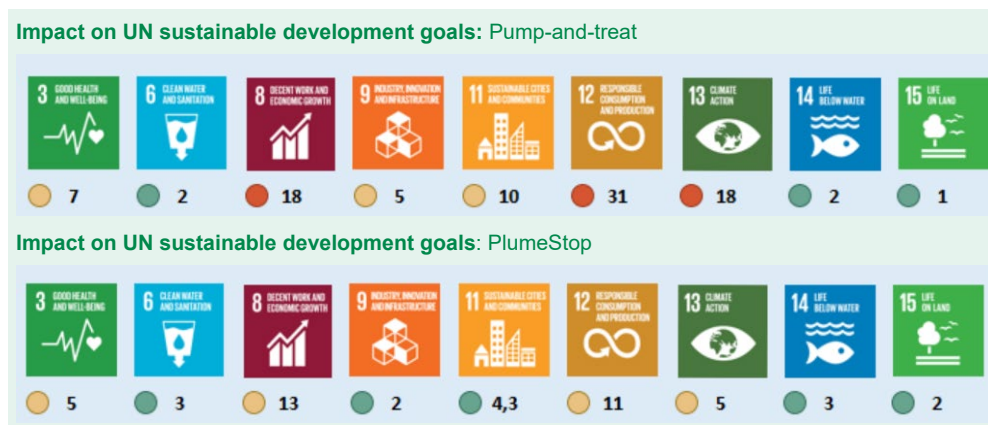 Impact on UN sustainable development goals: Pump-and-treat
3 GOOD HEALTH AND WELL-BEING
6 CLEAN WATER AND SANITATION
8 DECENT WORK AND ECONOMIC GROWTH
9 INDUSTRY, INNOVATION AND INFRASTRUCTURE
11 SUSTAINABLE CITIES AND COMMUNITIES
12 RESPONSIBLE CONSUMPTION AND PRODUCTION
13 CLIMATE ACTION
14 LIFE BELOW WATER
15 LIFE ON LAND
7 2 18 5 10 31 18 2 1
Impact on UN sustainable development goals: PlumeStop
3 GOOD HEALTH AND WELL-BEING
6 CLEAN WATER AND SANITATION
8 DECENT WORK AND ECONOMIC GROWTH
9 INDUSTRY, INNOVATION AND INFRASTRUCTURE
11 SUSTAINABLE CITIES AND COMMUNITIES
12 RESPONSIBLE CONSUMPTION AND PRODUCTION
13 CLIMATE ACTION
14 LIFE BELOW WATER
15 LIFE ON LAND
5 3 13 2 4,3 11 5 3 2